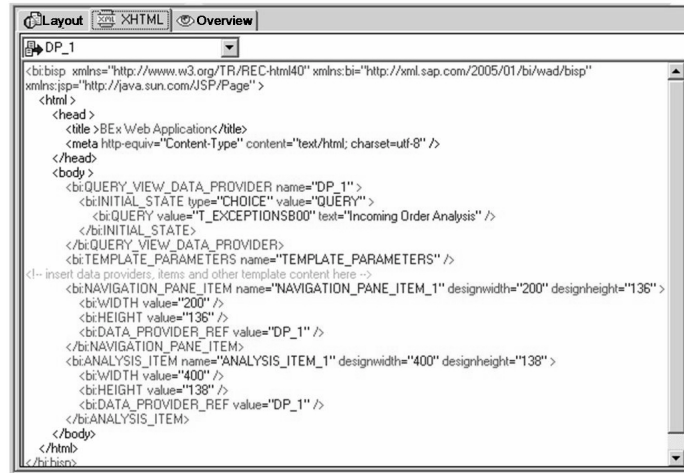 Layout XHTML Overview
DP_1
<bi:bisp xmlns="http://www.w3.org/TR/REC-html40" xmlns:bi="http://xml.sap.com/2005/01/bi/wad/bisp"
xmlns:jsp="http://java.sun.com/JSP/Page" >
<html >
<head >
<title >BEx Web Application</title>
<meta http-equiv="Content-Type" content="text/html; charset=utf-8" />
</head>
<body >
<bi:QUERY_VIEW_DATA_PROVIDER name="DP_1" >
<bi:INITIAL_STATE type="CHOICE" value="QUERY" >
<bi:QUERY value="T_EXCEPTIONSB00" text="Incoming Order Analysis" />
</bi:INITIAL_STATE>
</bi:QUERY_VIEW_DATA_PROVIDER>
<bi:TEMPLATE_PARAMETERS name="TEMPLATE_PARAMETERS" />
<!-- insert data providers, items and other template content here -->
<bi:NAVIGATION_PANE_ITEM name="NAVIGATION_PANE_ITEM_1" designwidth="200" designheight="136" >
<bi:WIDTH value="200" />
<bi:HEIGHT value="136" />
<bi:DATA_PROVIDER_REF value="DP_1" />
</bi:NAVIGATION_PANE_ITEM>
<bi:ANALYSIS_ITEM name="ANALYSIS_ITEM_1" designwidth="400" designheight="138" >
<bi:WIDTH value="400" />
<bi:HEIGHT value="138" />
<bi:DATA_PROVIDER_REF value="DP_1" />
</bi:ANALYSIS_ITEM>
</body>
</html>
</bi:bisp>